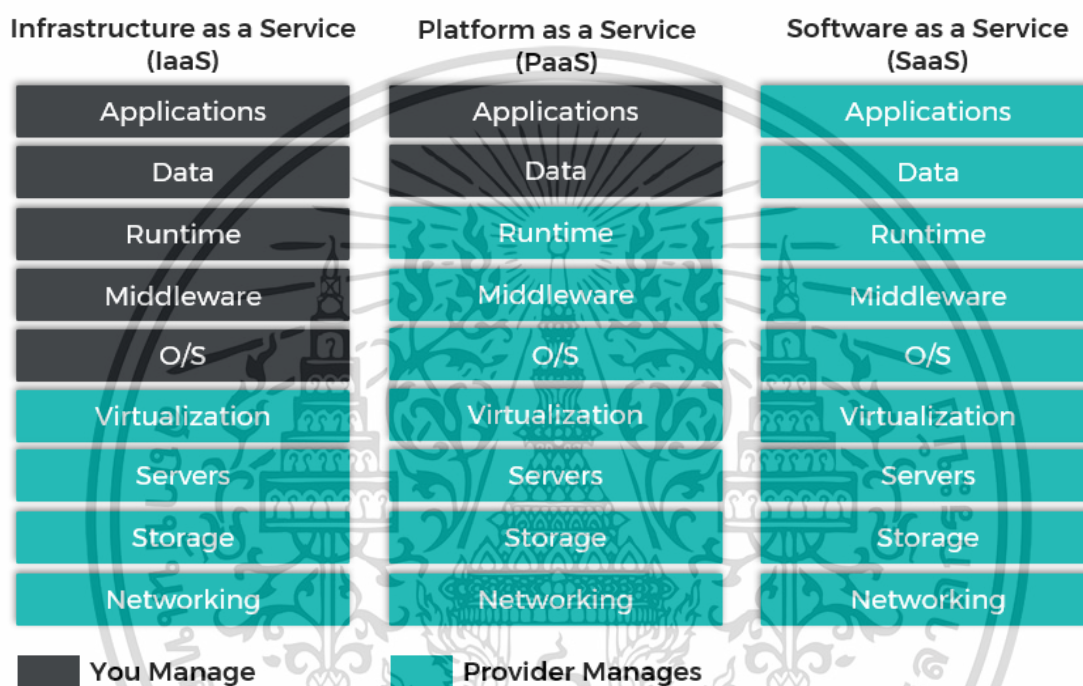 Infrastructure as a Service
(IaaS)
Applications
Data
Runtime
Middleware
O/S
Virtualization
Servers
Storage
Networking
Platform as a Service
(PaaS)
Applications
Data
Runtime
Middleware
O/S
Virtualization
Servers
Storage
Networking
Software as a Service
(SaaS)
Applications
Data
Runtime
Middleware
O/S
Virtualization
Servers
Storage
Networking
You Manage
Provider Manages